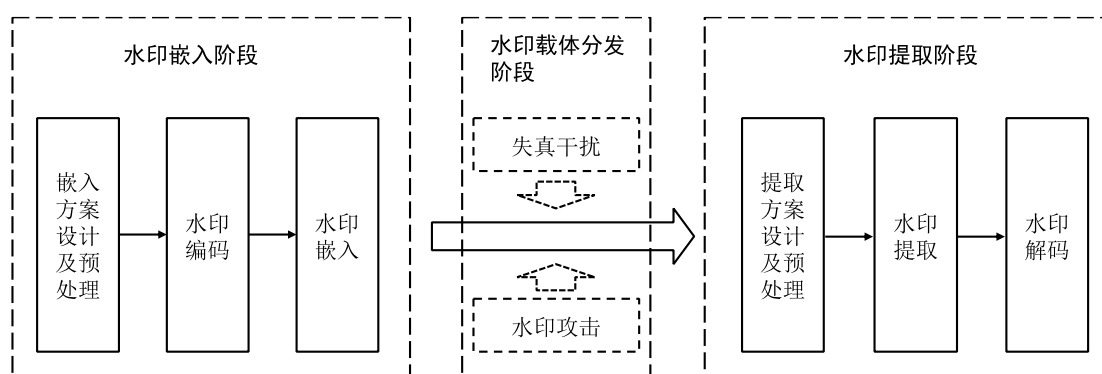 水印嵌入阶段
嵌入
方案
设计
及预
处理
水印
编码
水印
嵌入
水印载体分发
阶段
失真干扰
水印攻击
水印提取阶段
提取
方案
设计
及预
处理
水印
提取
水印
解码